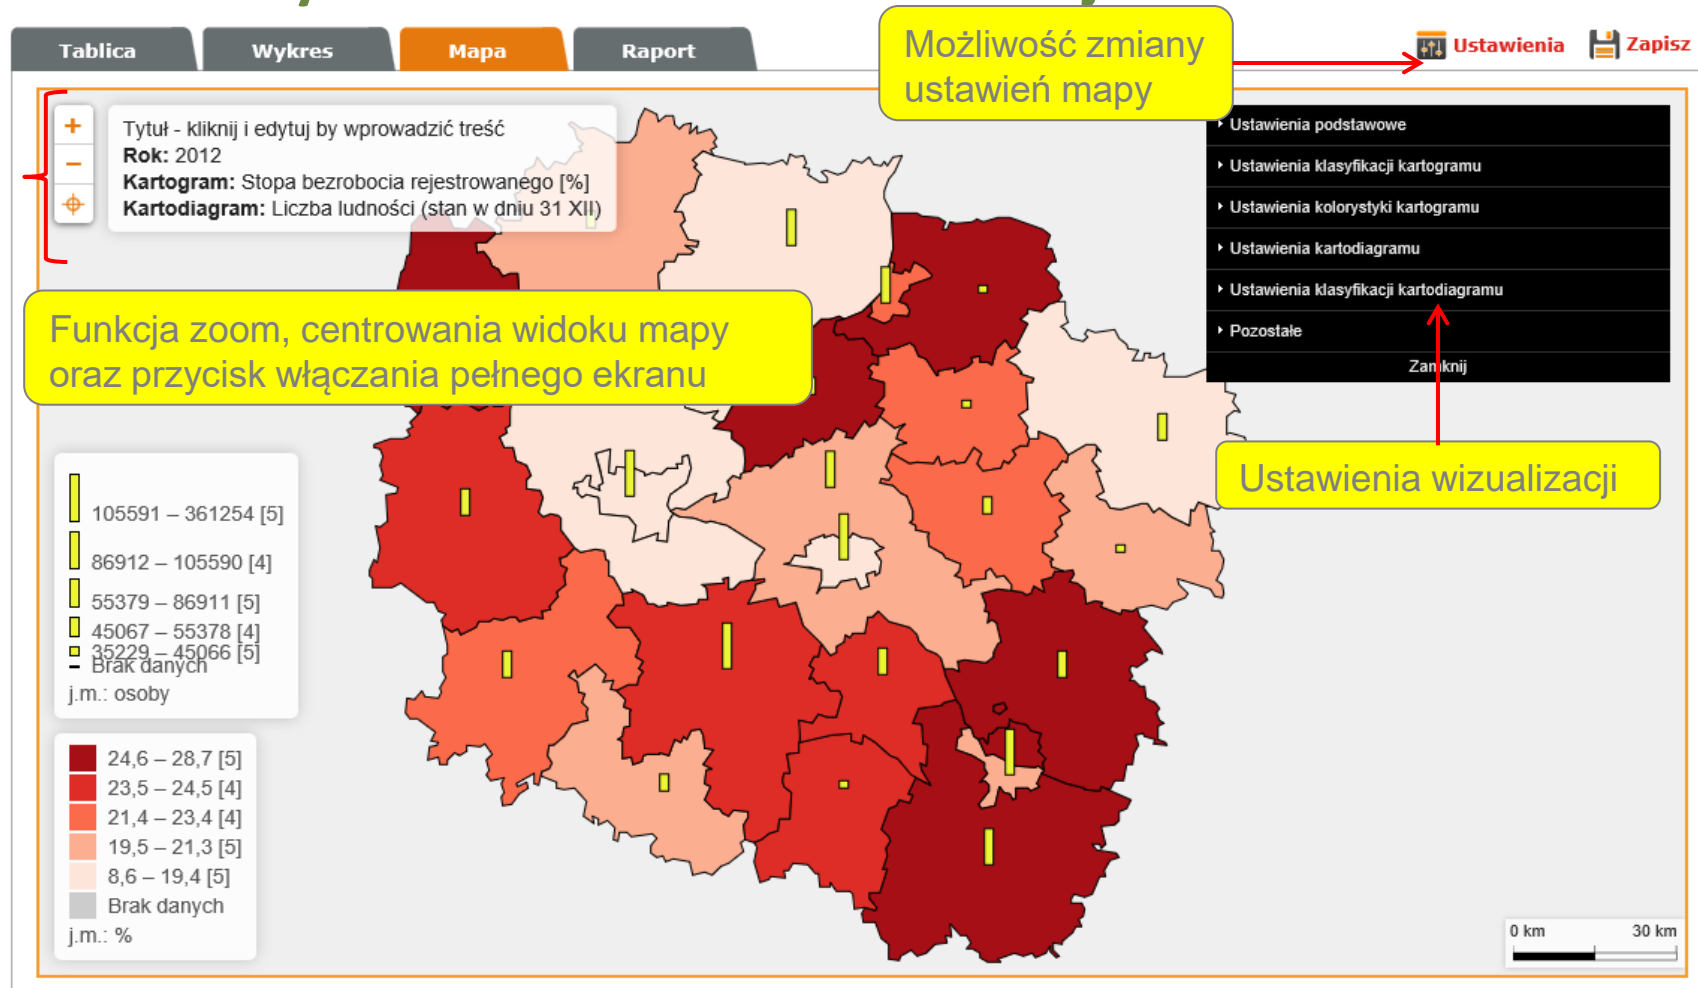 Tablica
Wykres
Mapa
Raport
Możliwość zmiany
ustawień mapy
Ustawienia
Zapisz
Tytuł - kliknij i edytuj by wprowadzić treść
Rok: 2012
Kartogram: Stopa bezrobocia rejestrowanego [%]
Kartodiagram: Liczba ludności (stan w dniu 31 XII)
Ustawienia podstawowe
Ustawienia klasyfikacji kartogramu
Ustawienia kolorystyki kartogramu
Ustawienia kartodiagramu
Ustawienia klasyfikacji kartodiagramu
Pozostałe
Zamknij
Funkcja zoom, centrowania widoku mapy
oraz przycisk włączania pełnego ekranu
Ustawienia wizualizacji
105591 – 361254 [5]
86912 – 105590 [4]
55379 – 86911 [5]
45067 – 55378 [4]
35229 – 45066 [5]
Brak danych
j.m.: osoby
24,6 – 28,7 [5]
23,5 – 24,5 [4]
21,4 – 23,4 [4]
19,5 – 21,3 [5]
8,6 – 19,4 [5]
Brak danych
j.m.: %
0 km
30 km